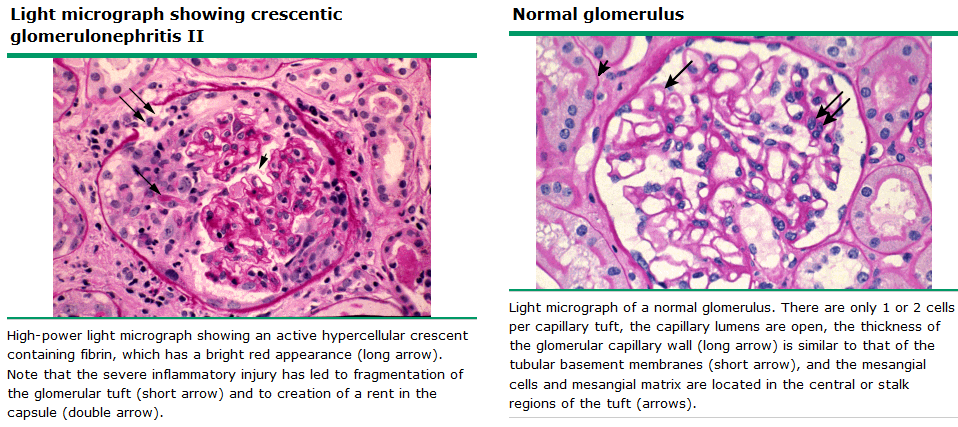 Light micrograph showing crescentic
glomerulonephritis II
High-power light micrograph showing an active hypercellular crescent
containing fibrin, which has a bright red appearance (long arrow).
Note that the severe inflammatory injury has led to fragmentation of
the glomerular tuft (short arrow) and to creation of a rent in the
capsule (double arrow).
Normal glomerulus
Light micrograph of a normal glomerulus. There are only 1 or 2 cells
per capillary tuft, the capillary lumens are open, the thickness of
the glomerular capillary wall (long arrow) is similar to that of the
tubular basement membranes (short arrow), and the mesangial
cells and mesangial matrix are located in the central or stalk
regions of the tuft (arrows).